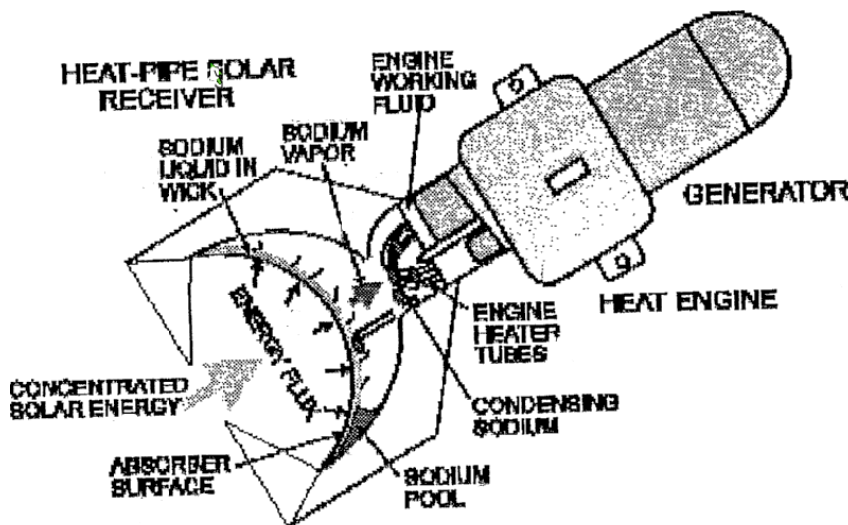 HEAT-PIPE SOLAR
RECEIVER
ENGINE
WORKING
FLUID
SODIUM
LIQUID IN
WICK
SODIUM
VAPOR
GENERATOR
HEAT ENGINE
ENGINE
HEATER
TUBES
ENERGY FLUX
CONCENTRATED
SOLAR ENERGY
CONDENSING
SODIUM
ABSORBER
SURFACE
SODIUM
POOL